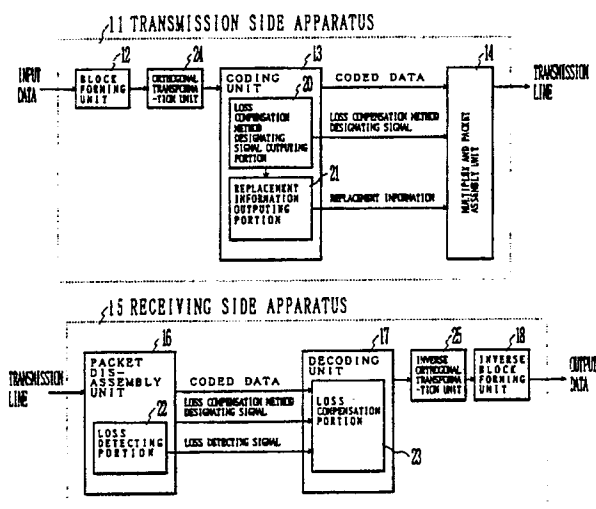 11 TRANSMISSION SIDE APPARATUS
12
24
13
14
INPUT
DATA
BLOCK
FORMING
UNIT
ORTHOGONAL
TRANSFORMA
-TION UNIT
CODING
UNIT
20
LOSS
COMPENSATION
METHOD
DESIGNATING
SIGNAL OUTPUTING
PORTION
21
REPLACEMENT
INFORMATION
OUTPUTING
PORTION
CODED DATA
LOSS COMPENSATION METHOD
DESIGNATING SIGNAL
REPLACEMENT INFORMATION
MULTIPLEX AND PACKET
ASSEMBLY UNIT
TRANSMISSION
LINE
15 RECEIVING SIDE APPARATUS
16
17
25
18
TRANSMISSION
LINE
PACKET
DIS-
ASSEMBLY
UNIT
22
LOSS
DETECTING
PORTION
CODED DATA
LOSS COMPENSATION METHOD
DESIGNATING SIGNAL
LOSS DETECTING SIGNAL
DECODING
UNIT
LOSS
COMPENSATION
PORTION
23
INVERSE
ORTHOGONAL
TRANSFORMA
-TION UNIT
INVERSE
BLOCK
FORMING
UNIT
OUTPUT
DATA